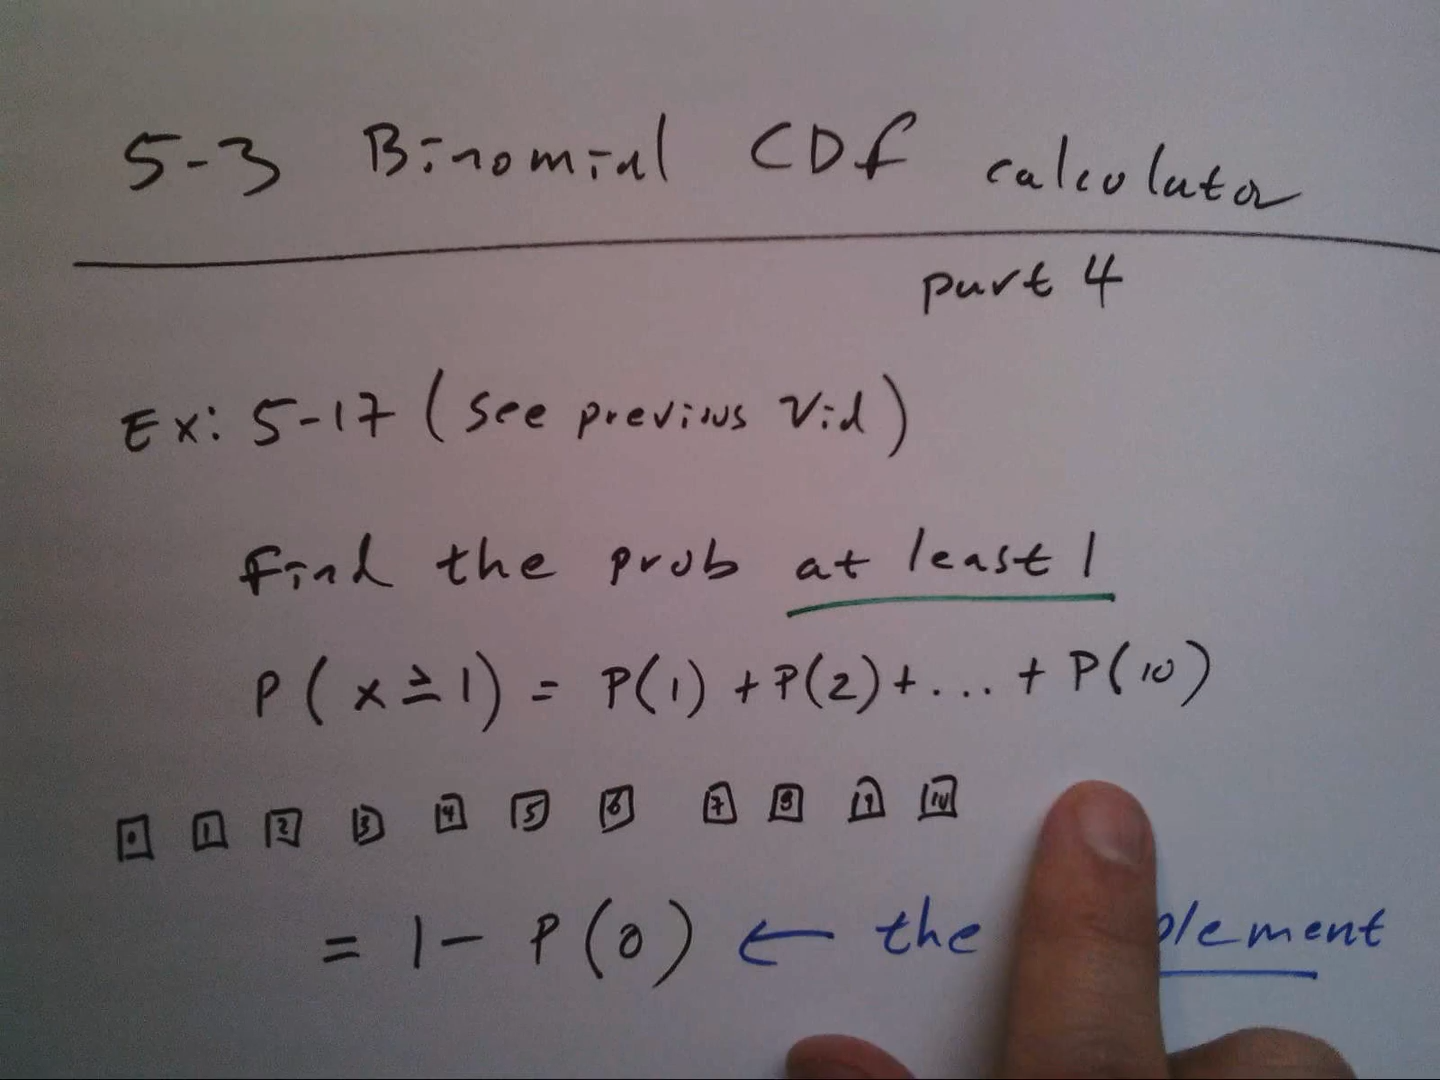 5-3 Binomial CDF calculator
part 4
Ex: 5-17 (see previous vid)
Find the prob at least 1
P(x≥1) = P(1) + P(2) + ... + P(10)
0 1 2 3 4 5 6 7 8 9 10
= 1 - P(0) ← the plement